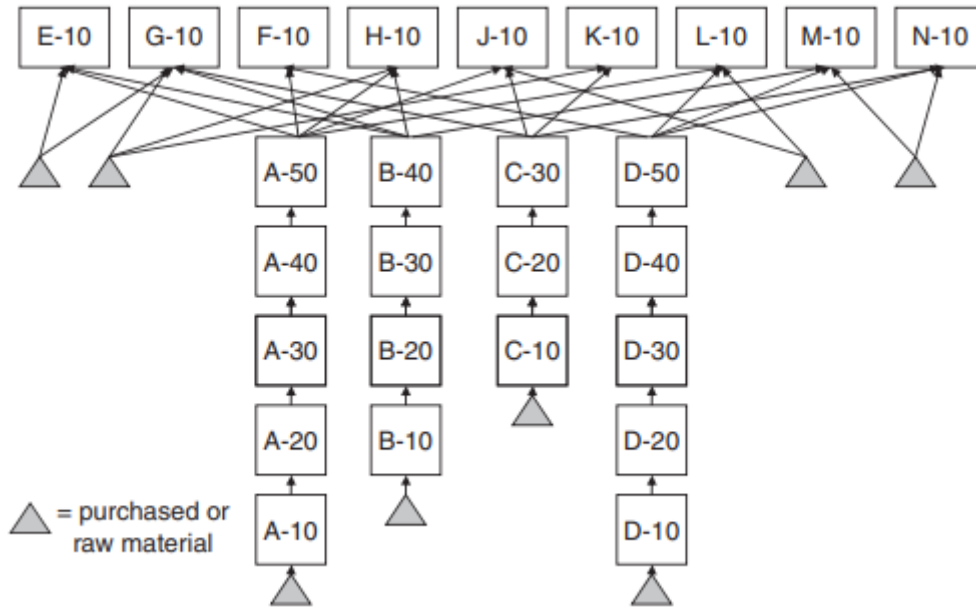 E-10 G-10 F-10 H-10 J-10 K-10 L-10 M-10 N-10
A-50 B-40 C-30 D-50
A-40 B-30 C-20 D-40
A-30 B-20 C-10 D-30
A-20 B-10 D-20
= purchased or
raw material
A-10 D-10